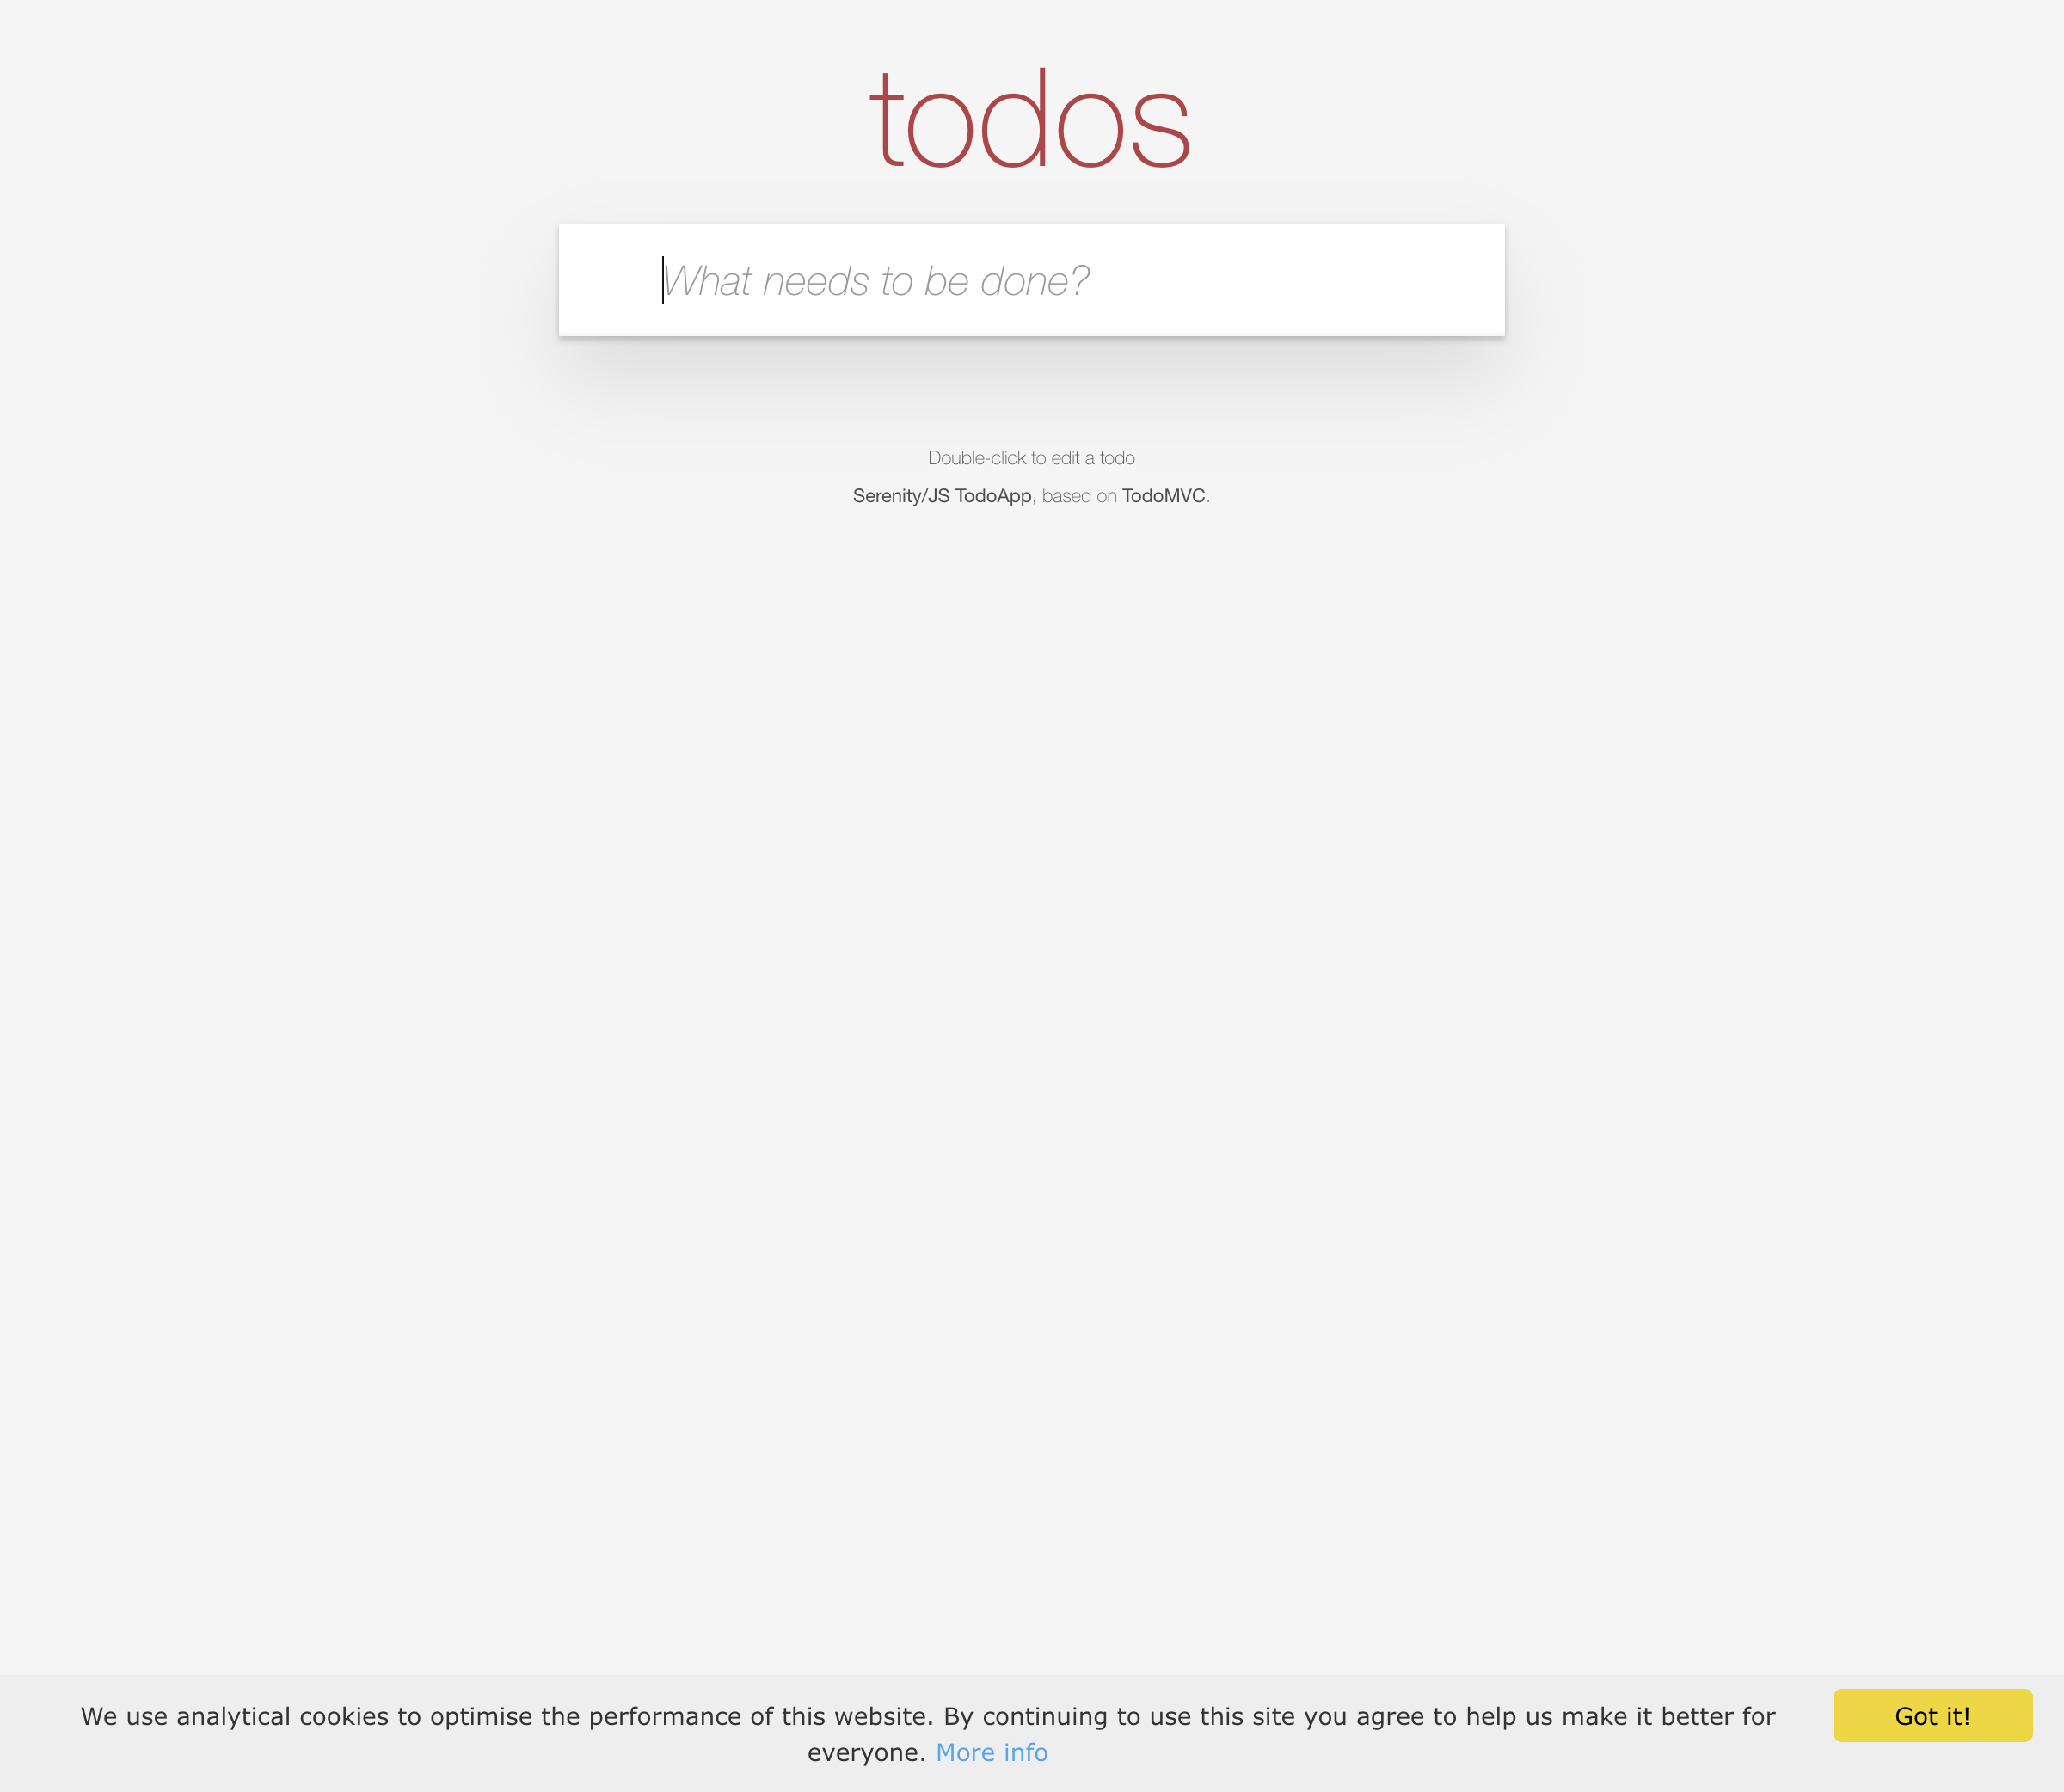 todos
What needs to be done?
Double-click to edit a todo
Serenity/JS TodoApp, based on TodoMVC.
We use analytical cookies to optimise the performance of this website. By continuing to use this site you agree to help us make it better for
everyone. More info
Got it!